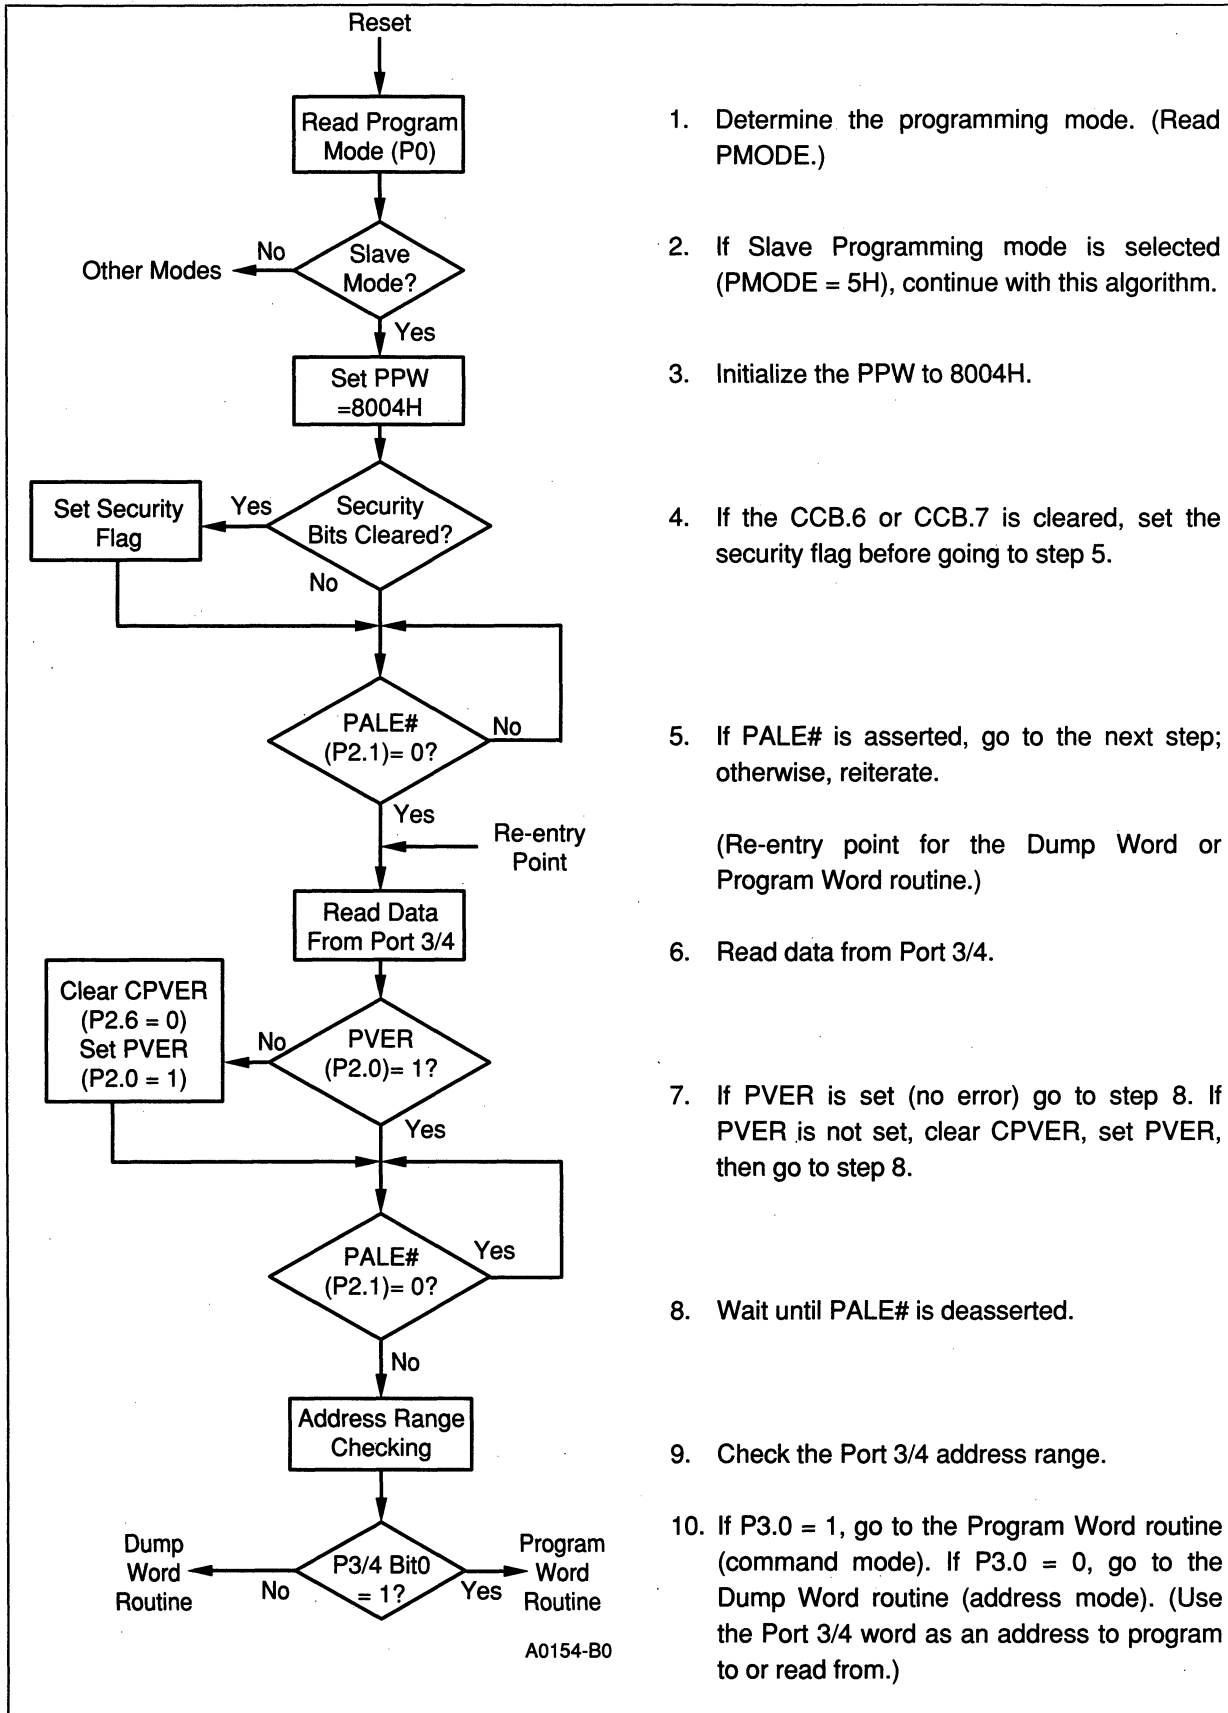 Reset
Read Program
Mode (P0)
Slave
Mode?
No
Other Modes
Yes
Set PPW
=8004H
Security
Bits Cleared?
Yes
Set Security
Flag
No
PALE#
(P2.1)= 0?
No
Yes
Re-entry
Point
Read Data
From Port 3/4
Clear CPVER
(P2.6 = 0)
Set PVER
(P2.0 = 1)
No
PVER
(P2.0)= 1?
Yes
PALE#
(P2.1)= 0?
Yes
No
Address Range
Checking
Dump
Word
Routine
No
P3/4 Bit0
= 1?
Yes
Program
Word
Routine
A0154-B0
1. Determine the programming mode. (Read
PMODE.)
2. If Slave Programming mode is selected
(PMODE = 5H), continue with this algorithm.
3. Initialize the PPW to 8004H.
4. If the CCB.6 or CCB.7 is cleared, set the
security flag before going to step 5.
5. If PALE# is asserted, go to the next step;
otherwise, reiterate.
(Re-entry point for the Dump Word or
Program Word routine.)
6. Read data from Port 3/4.
7. If PVER is set (no error) go to step 8. If
PVER is not set, clear CPVER, set PVER,
then go to step 8.
8. Wait until PALE# is deasserted.
9. Check the Port 3/4 address range.
10. If P3.0 = 1, go to the Program Word routine
(command mode). If P3.0 = 0, go to the
Dump Word routine (address mode). (Use
the Port 3/4 word as an address to program
to or read from.)